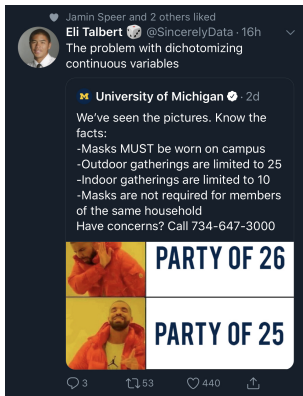 Jamin Speer and 2 others liked
Eli Talbert @SincerelyData · 16h
The problem with dichotomizing
continuous variables
University of Michigan · 2d
We've seen the pictures. Know the
facts:
-Masks MUST be worn on campus
-Outdoor gatherings are limited to 25
-Indoor gatherings are limited to 10
-Masks are not required for members
of the same household
Have concerns? Call 734-647-3000
PARTY OF 26
PARTY OF 25
3 53 440